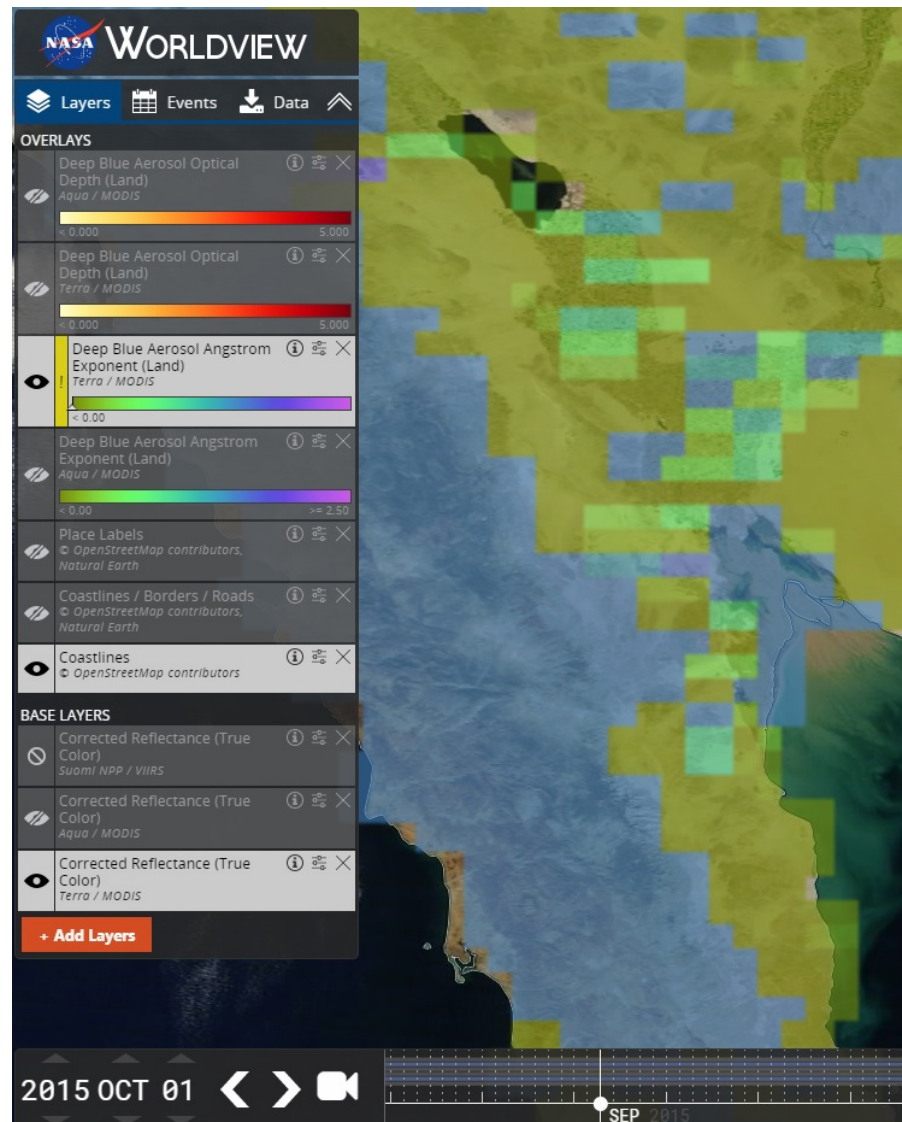 NASA WORLDVIEW
Layers Events Data
OVERLAYS
Deep Blue Aerosol Optical
Depth (Land)
Aqua / MODIS
< 0.000 5.000
Deep Blue Aerosol Optical
Depth (Land)
Terra / MODIS
< 0.000 5.000
Deep Blue Aerosol Angstrom
Exponent (Land)
Terra / MODIS
< 0.00
Deep Blue Aerosol Angstrom
Exponent (Land)
Aqua / MODIS
< 0.00 >= 2.50
Place Labels
© OpenStreetMap contributors,
Natural Earth
Coastlines / Borders / Roads
© OpenStreetMap contributors,
Natural Earth
Coastlines
© OpenStreetMap contributors
BASE LAYERS
Corrected Reflectance (True
Color)
Suomi NPP / VIIRS
Corrected Reflectance (True
Color)
Aqua / MODIS
Corrected Reflectance (True
Color)
Terra / MODIS
+ Add Layers
2015 OCT 01
SEP 2015